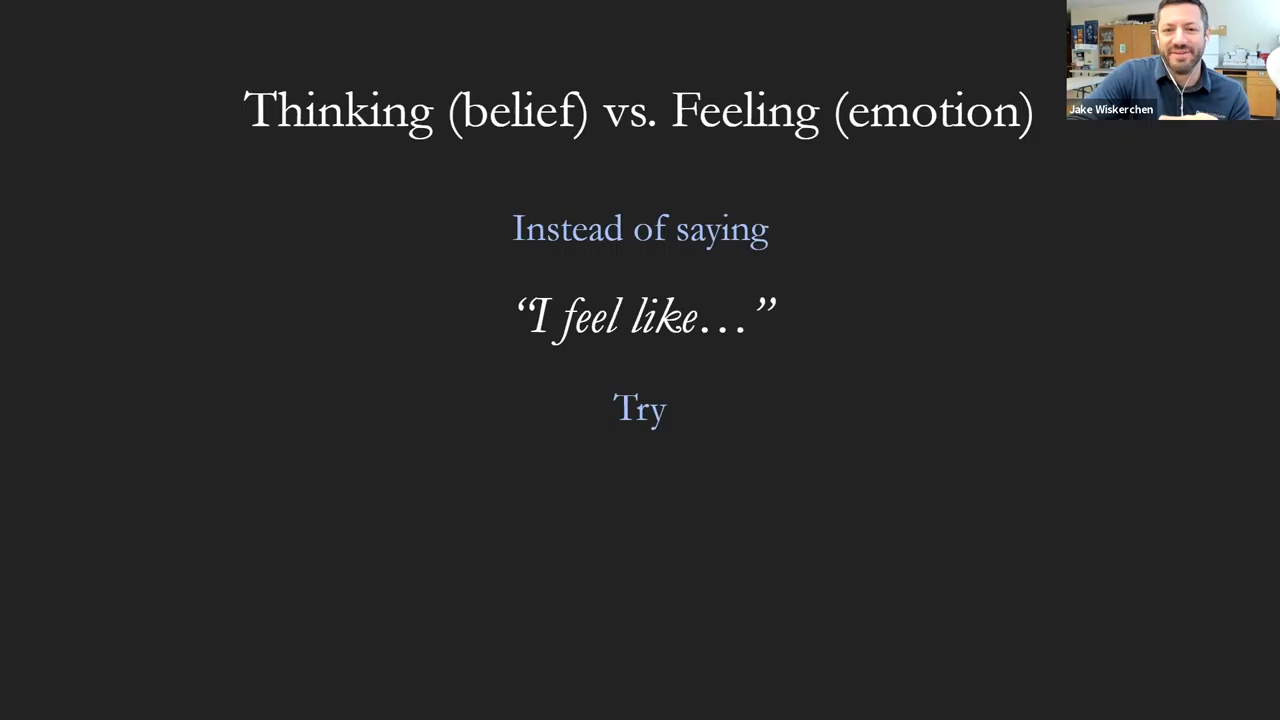 Thinking (belief) vs. Feeling (emotion)
Jake Wiskerchen
Instead of saying
“I feel like…”
Try